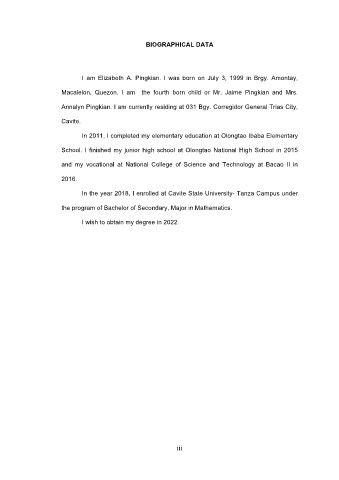 BIOGRAPHICAL DATA
I am Elizabeth A. Pingkian. I was born on July 3, 1999 in Brgy. Amontay,
Macalelon, Quezon. I am the fourth born child or Mr. Jaime Pingkian and Mrs.
Annalyn Pingkian. I am currently residing at 031 Bgy. Corregidor General Trias City,
Cavite.
In 2011, I completed my elementary education at Olongtao Ibaba Elementary
School. I finished my junior high school at Olongtao National High School in 2015
and my vocational at National College of Science and Technology at Bacao II in
2016.
In the year 2018, I enrolled at Cavite State University- Tanza Campus under
the program of Bachelor of Secondary, Major in Mathematics.
I wish to obtain my degree in 2022.
iii